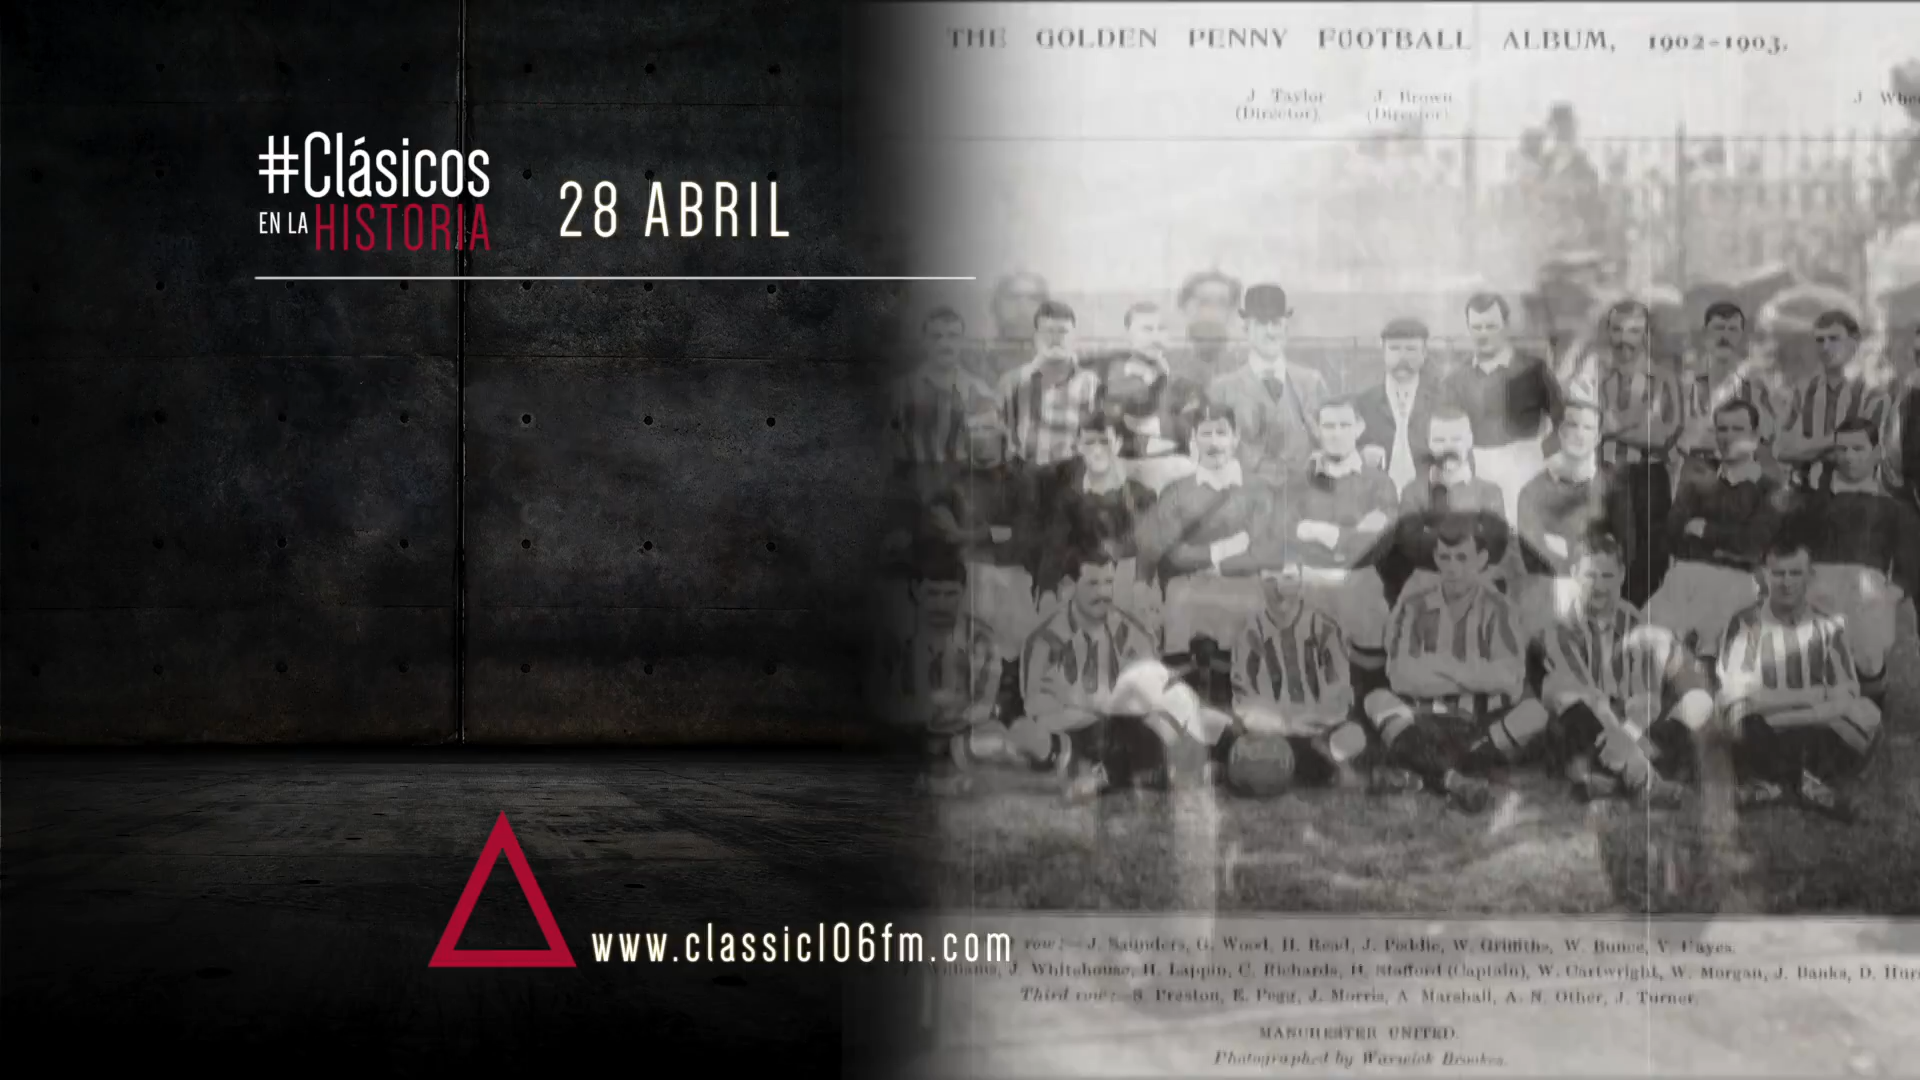 #Clásicos
EN LA HISTORIA
28 ABRIL
THE GOLDEN PENNY FOOTBALL ALBUM, 1902-1903.
J Taylor
(Director).
J. Brown
(Director).
J
www.classic106fm.com
row:—J. Saunders, G. Wood, H. Read, J. Peddie, W. Griffiths, W. Bunce, V. Cayes.
J. Whitehouse, H. Lappin, C. Richards, H. Stafford (Captain), W. Cartwright, W. Morgan, J. Banks, D.
Third row:—S. Preston, E. Pegg, J. Morris, A. Marshall, A. N. Other, J. Turner.
MANCHESTER UNITED.
Photographed by Warwick Brookes.